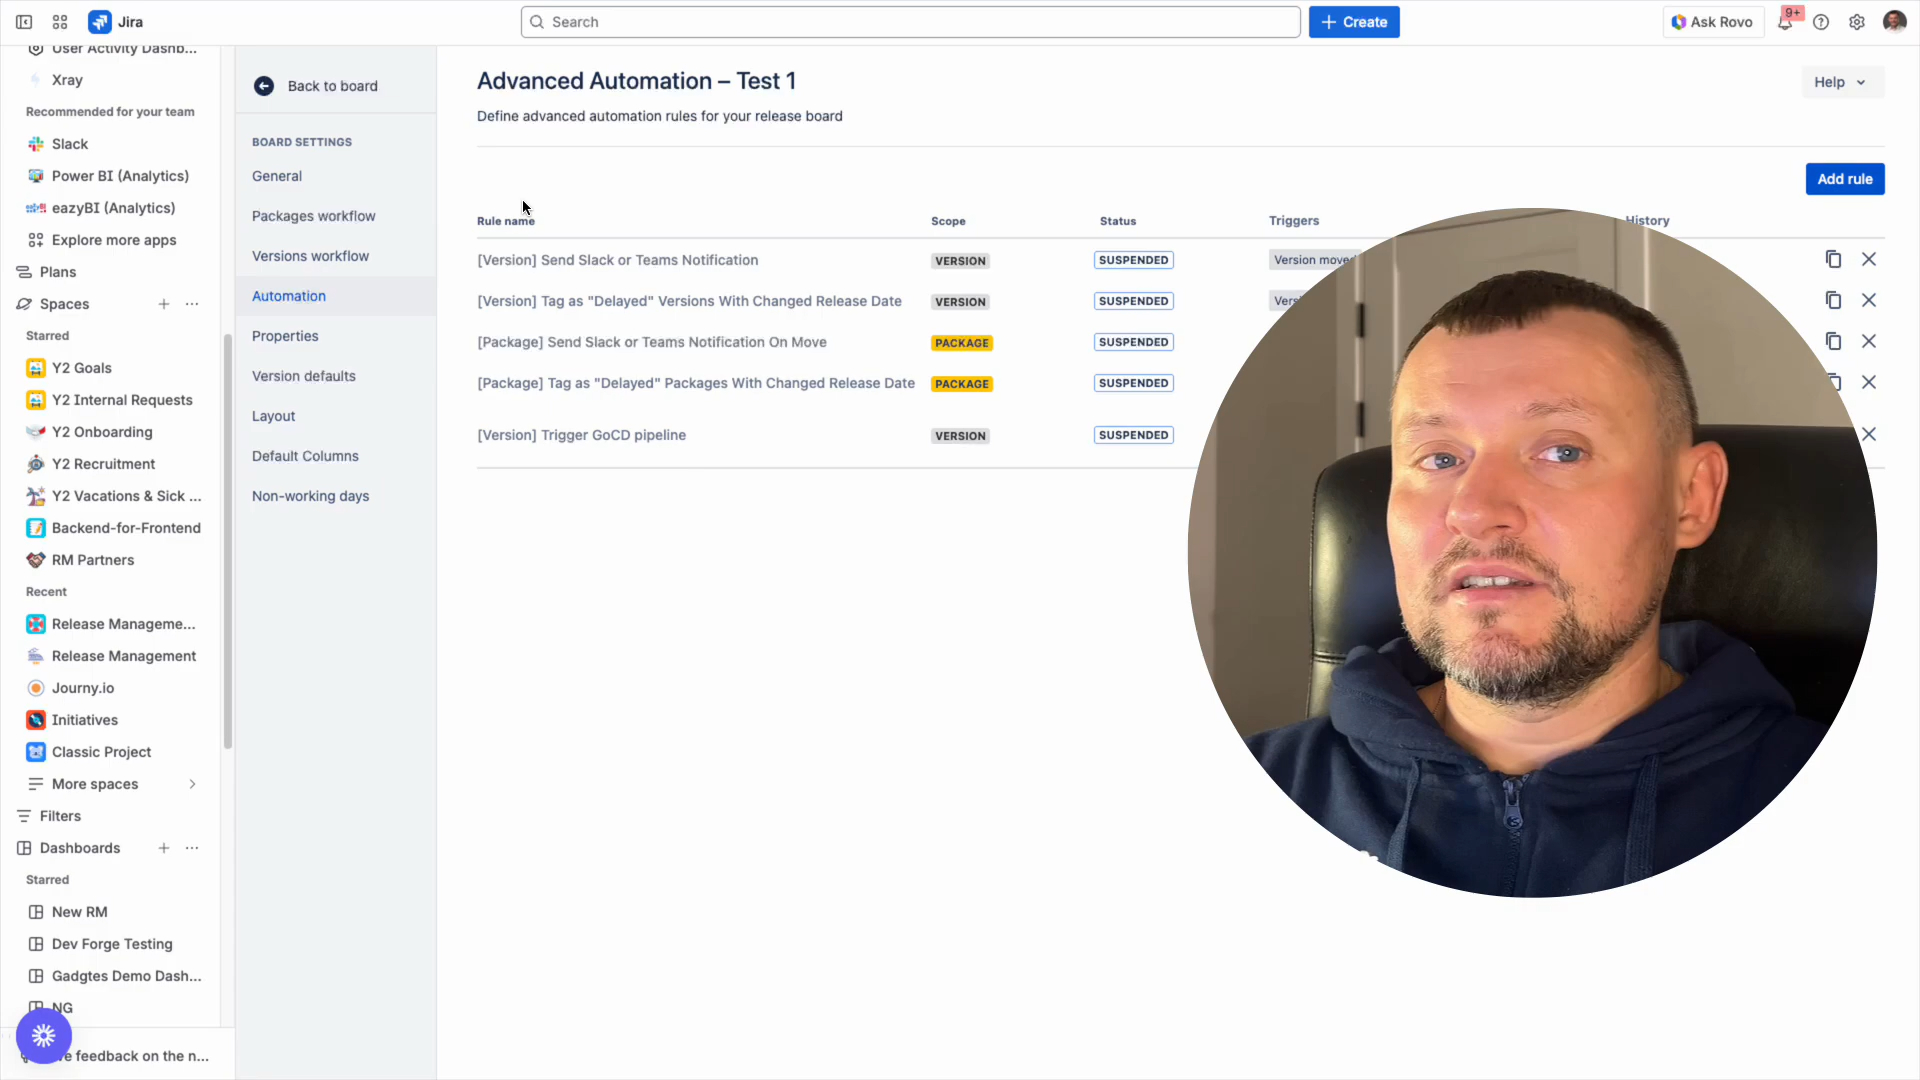 Jira
Search
Create
Ask Rovo
9+
User Activity Dashb...
Xray
Recommended for your team
Slack
Power BI (Analytics)
eazyBI (Analytics)
Explore more apps
Plans
Spaces
Starred
Y2 Goals
Y2 Internal Requests
Y2 Onboarding
Y2 Recruitment
Y2 Vacations & Sick ...
Backend-for-Frontend
RM Partners
Recent
Release Manageme...
Release Management
Journy.io
Initiatives
Classic Project
More spaces
Filters
Dashboards
Starred
New RM
Dev Forge Testing
Gadgtes Demo Dash...
NG
feedback on the n...
Back to board
BOARD SETTINGS
General
Packages workflow
Versions workflow
Automation
Properties
Version defaults
Layout
Default Columns
Non-working days
Advanced Automation – Test 1
Help
Define advanced automation rules for your release board
Add rule
Rule name Scope Status Triggers History
[Version] Send Slack or Teams Notification VERSION SUSPENDED Version moved
[Version] Tag as "Delayed" Versions With Changed Release Date VERSION SUSPENDED
[Package] Send Slack or Teams Notification On Move PACKAGE SUSPENDED
[Package] Tag as "Delayed" Packages With Changed Release Date PACKAGE SUSPENDED
[Version] Trigger GoCD pipeline VERSION SUSPENDED